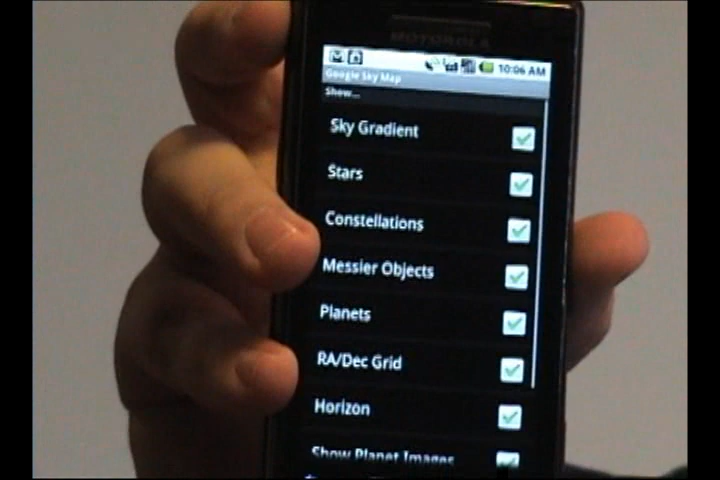 MOTOROLA
10:06 AM
Google Sky Map
Show...
Sky Gradient
Stars
Constellations
Messier Objects
Planets
RA/Dec Grid
Horizon
Show Planet Images